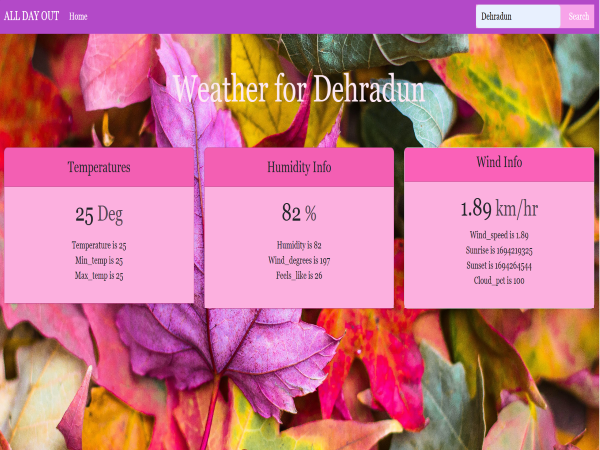 ALL DAY OUT Home Dehradun Search
Weather for Dehradun
Temperatures
25 Deg
Temperature is 25
Min_temp is 25
Max_temp is 25
Humidity Info
82 %
Humidity is 82
Wind_degrees is 197
Feels_like is 26
Wind Info
1.89 km/hr
Wind_speed is 1.89
Sunrise is 1694219325
Sunset is 1694264544
Cloud_pct is 100